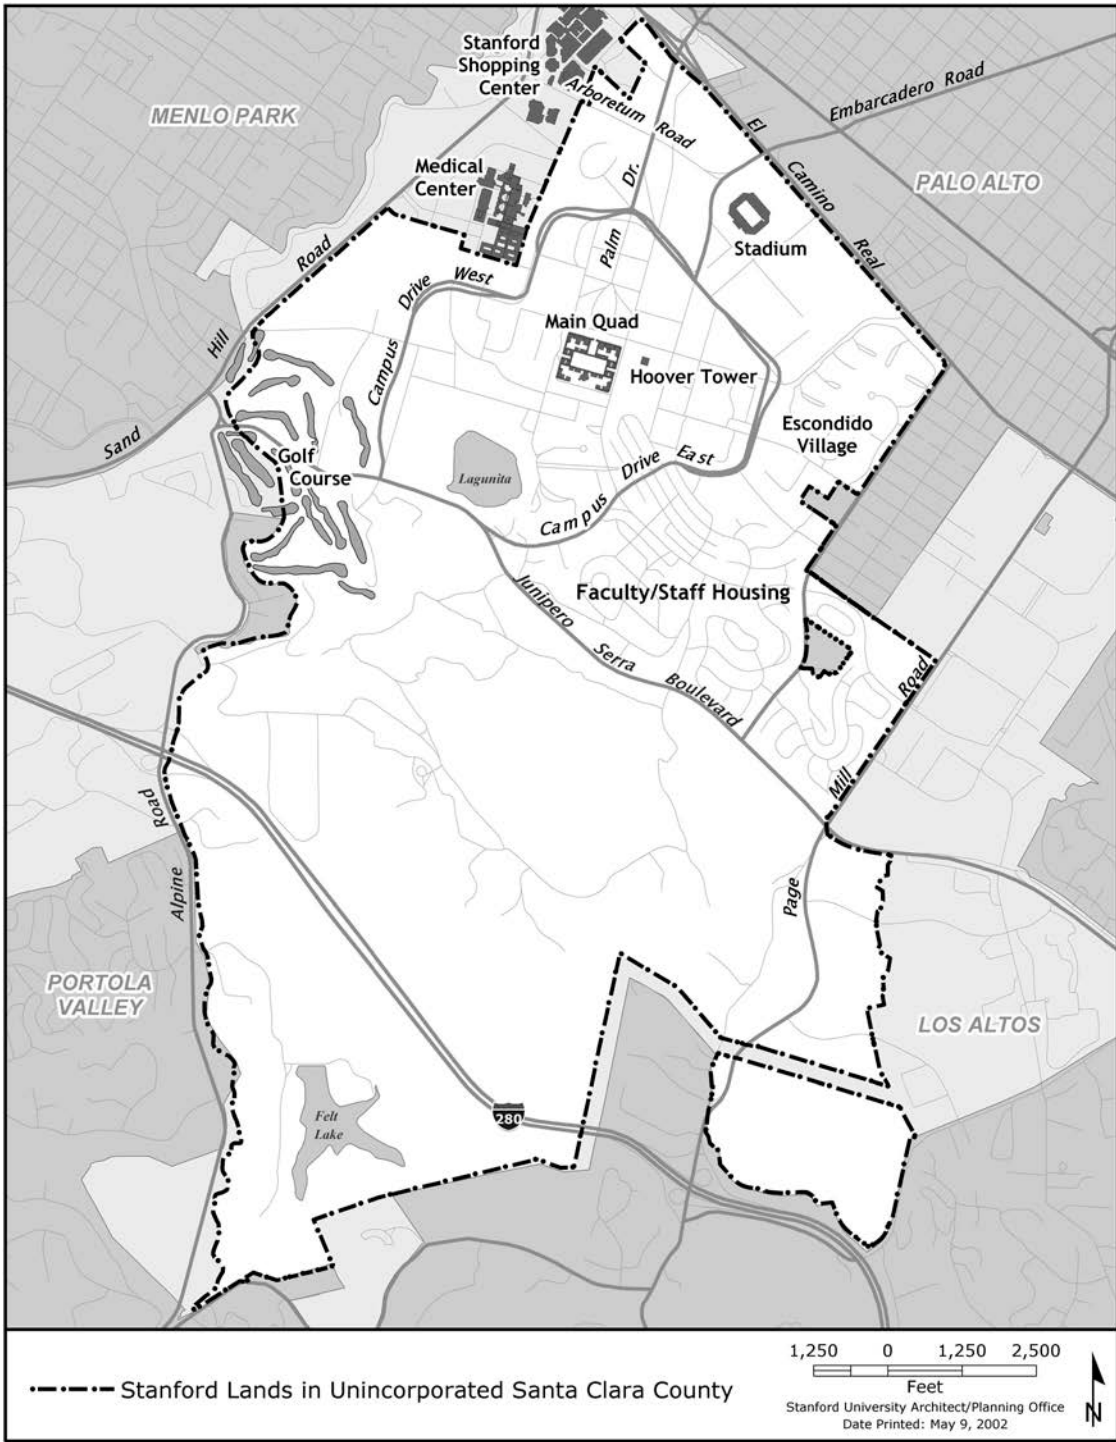 Stanford
Shopping
Center
MENLO PARK
Arboretum Road
El Camino Real
Embarcadero Road
Medical
Center
Palm Dr.
PALO ALTO
Stadium
Sand Hill Road
Campus Drive West
Main Quad
Hoover Tower
Escondido
Village
Golf
Course
Lagunita
Campus Drive East
Faculty/Staff Housing
Junipero Serra Boulevard
Page Mill Road
Alpine Road
PORTOLA
VALLEY
LOS ALTOS
Felt
Lake
280
Stanford Lands in Unincorporated Santa Clara County
1,250 0 1,250 2,500
Feet
Stanford University Architect/Planning Office
Date Printed: May 9, 2002
N